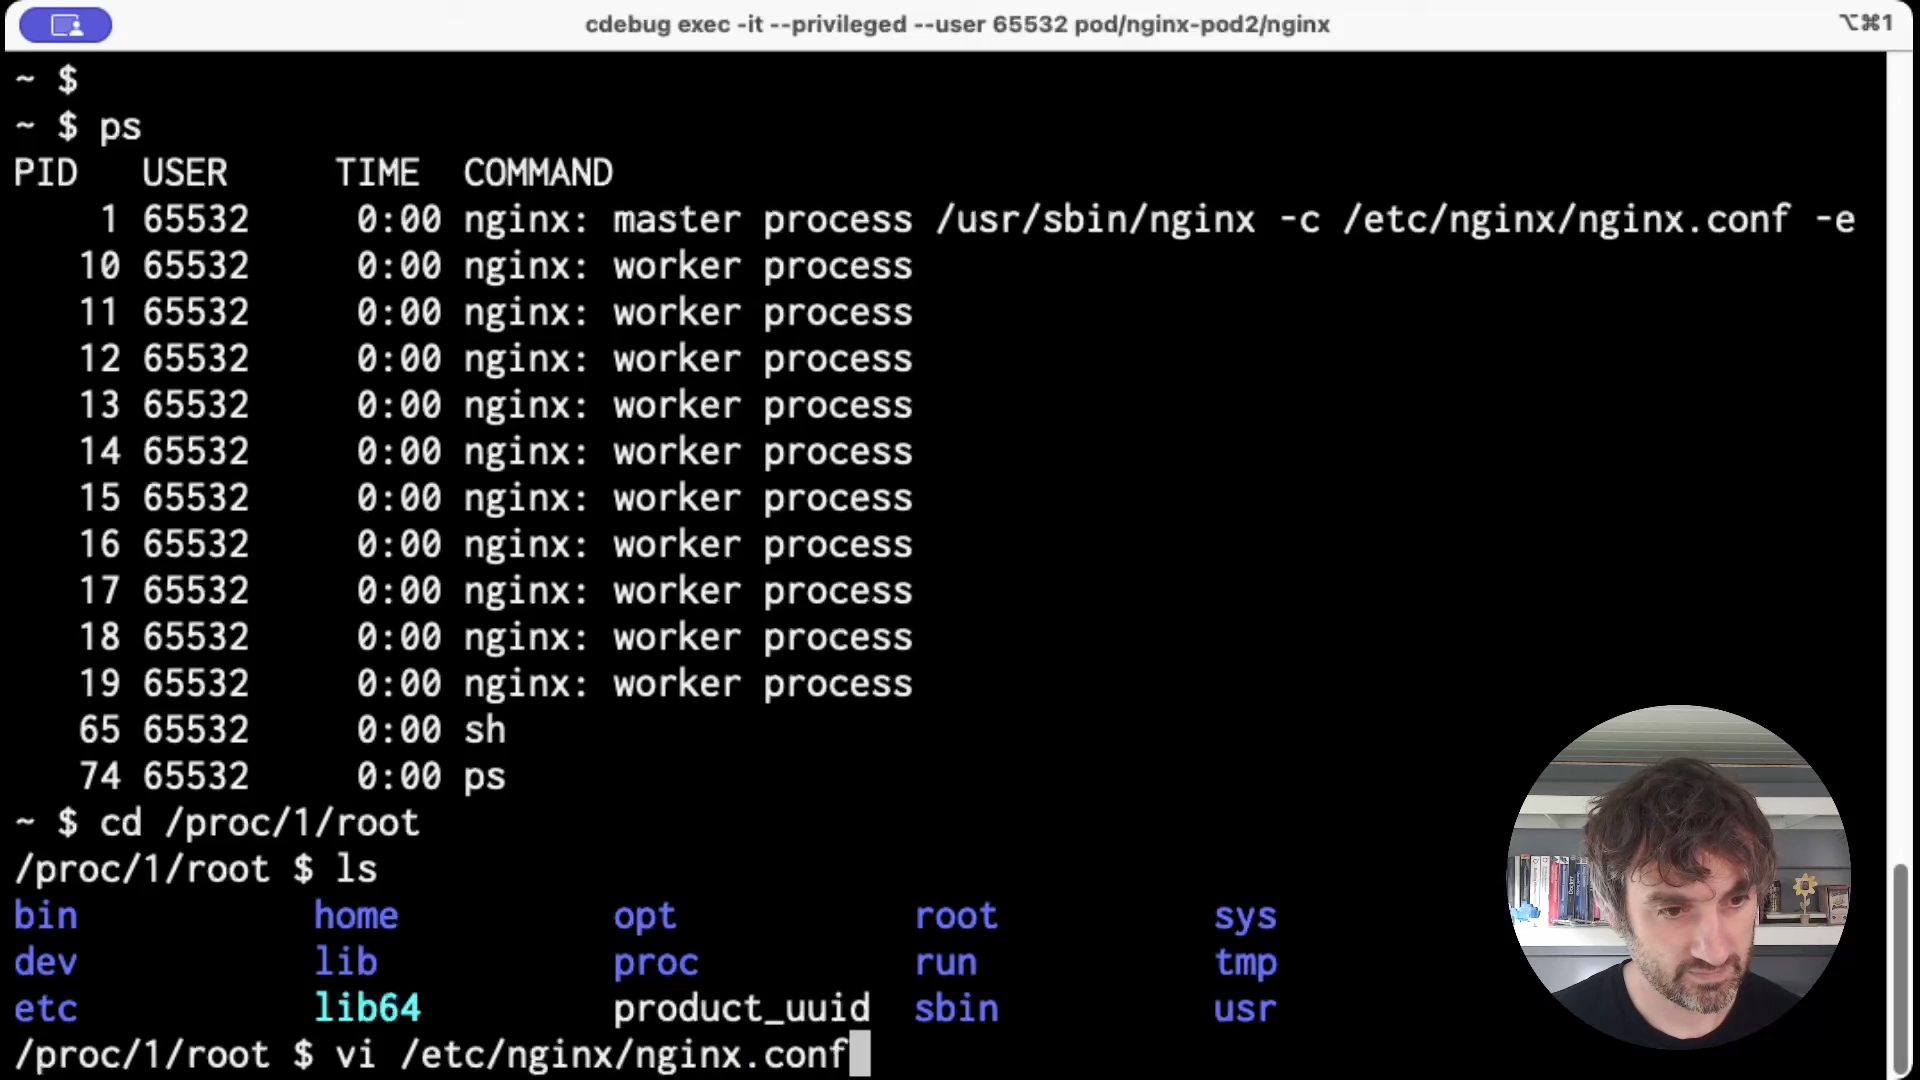 cdebug exec -it --privileged --user 65532 pod/nginx-pod2/nginx
⌥⌘1
~ $
~ $ ps
PID USER TIME COMMAND
1 65532 0:00 nginx: master process /usr/sbin/nginx -c /etc/nginx/nginx.conf -e
10 65532 0:00 nginx: worker process
11 65532 0:00 nginx: worker process
12 65532 0:00 nginx: worker process
13 65532 0:00 nginx: worker process
14 65532 0:00 nginx: worker process
15 65532 0:00 nginx: worker process
16 65532 0:00 nginx: worker process
17 65532 0:00 nginx: worker process
18 65532 0:00 nginx: worker process
19 65532 0:00 nginx: worker process
65 65532 0:00 sh
74 65532 0:00 ps
~ $ cd /proc/1/root
/proc/1/root $ ls
bin home opt root sys
dev lib proc run tmp
etc lib64 product_uuid sbin usr
/proc/1/root $ vi /etc/nginx/nginx.conf